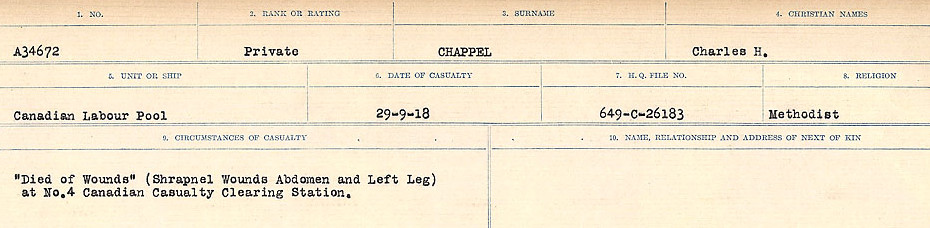 1. NO. 2. RANK OR RATING 3. SURNAME 4. CHRISTIAN NAMES
A34672 Private CHAPPEL Charles H.
5. UNIT OR SHIP 6. DATE OF CASUALTY 7. H.Q. FILE NO. 8. RELIGION
Canadian Labour Pool 29-9-18 649-C-26183 Methodist
9. CIRCUMSTANCES OF CASUALTY 10. NAME, RELATIONSHIP AND ADDRESS OF NEXT OF KIN
"Died of Wounds" (Shrapnel Wounds Abdomen and Left Leg)
at No.4 Canadian Casualty Clearing Station.